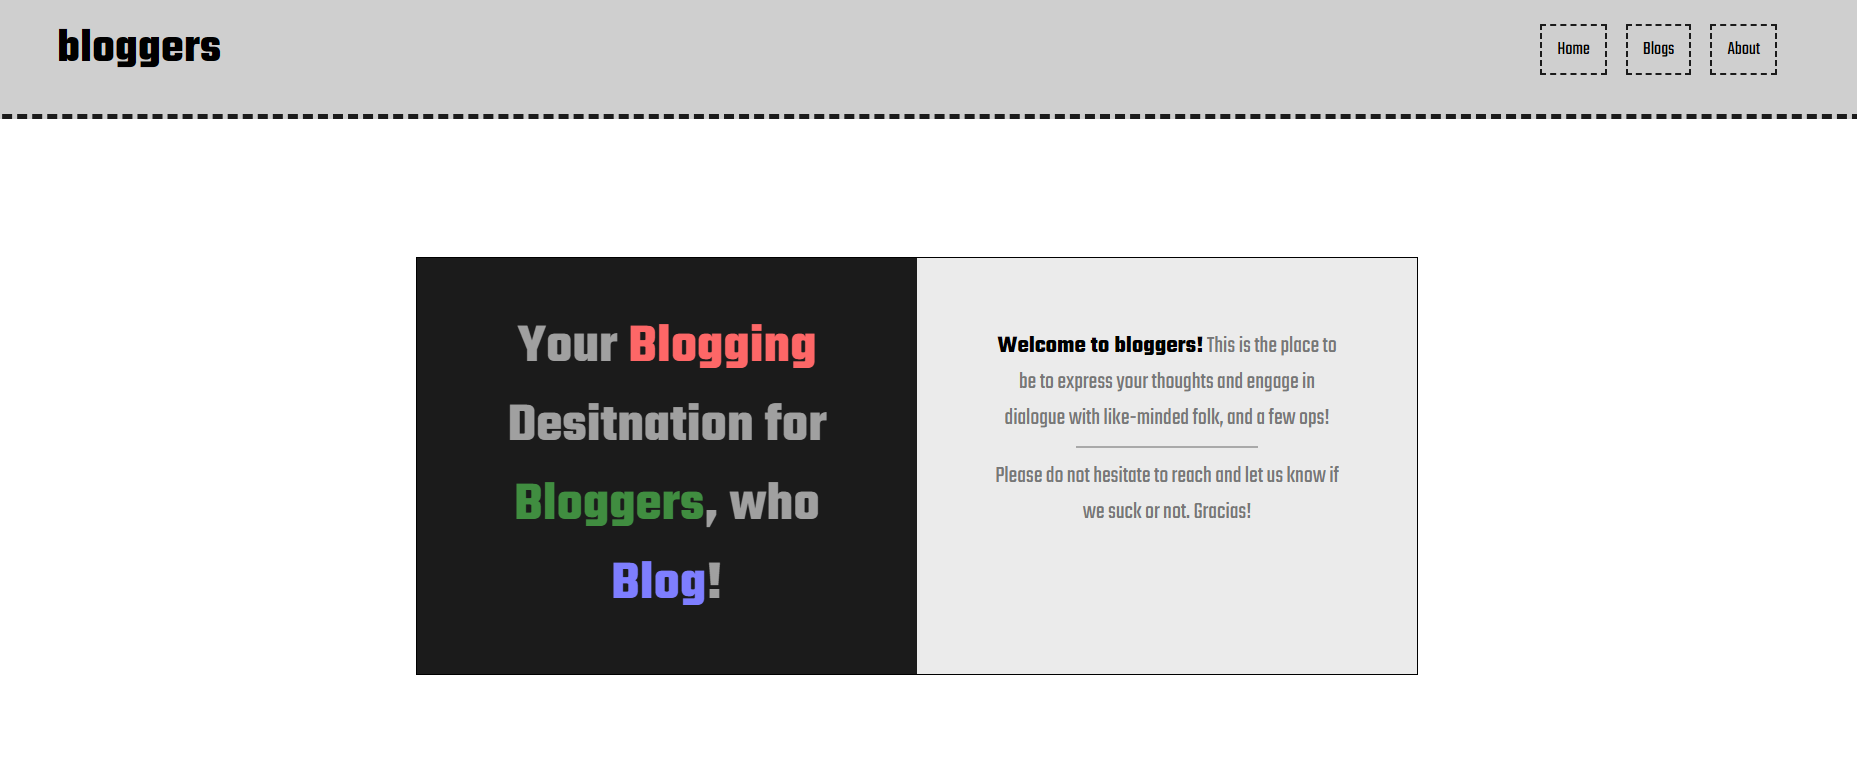 bloggers
Home Blogs About
Your Blogging
Desitnation for
Bloggers, who
Blog!
Welcome to bloggers! This is the place to
be to express your thoughts and engage in
dialogue with like-minded folk, and a few ops!
Please do not hesitate to reach and let us know if
we suck or not. Gracias!